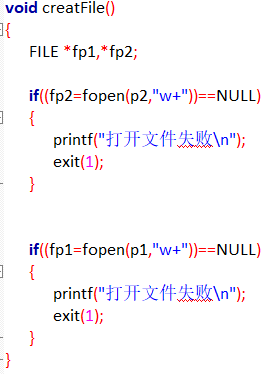 void creatFile()
{
FILE *fp1,*fp2;
if((fp2=fopen(p2,"w+"))==NULL)
{
printf("打开文件失败\n");
exit(1);
}
if((fp1=fopen(p1,"w+"))==NULL)
{
printf("打开文件失败\n");
exit(1);
}
}